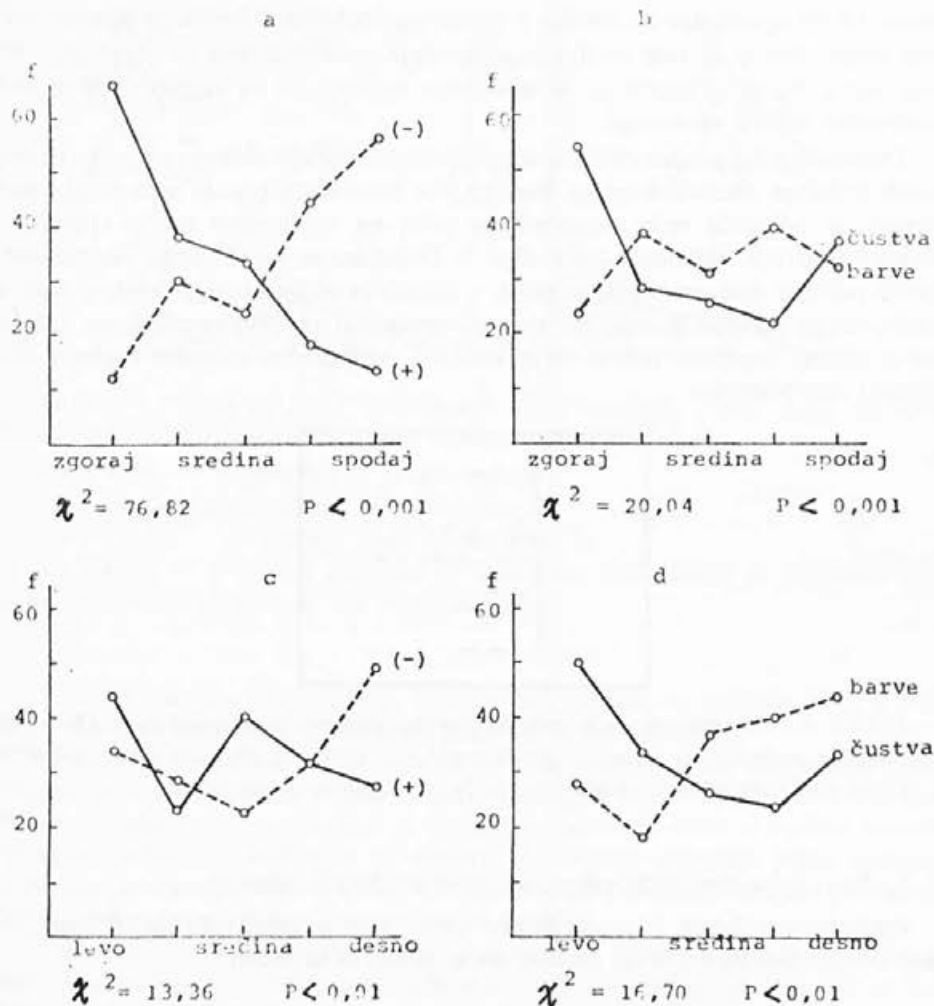 a
f
60
40
20
(-)
(+)
zgoraj sredina spodaj
χ² = 76,82 P < 0,001
b
f
60
40
20
čustva
barve
zgoraj sredina spodaj
χ² = 20,04 P < 0,001
c
f
60
40
20
(-)
(+)
levo sredina desno
χ² = 13,36 P < 0,01
d
f
60
40
20
barve
čustva
levo sredina desno
χ² = 16,70 P < 0,01